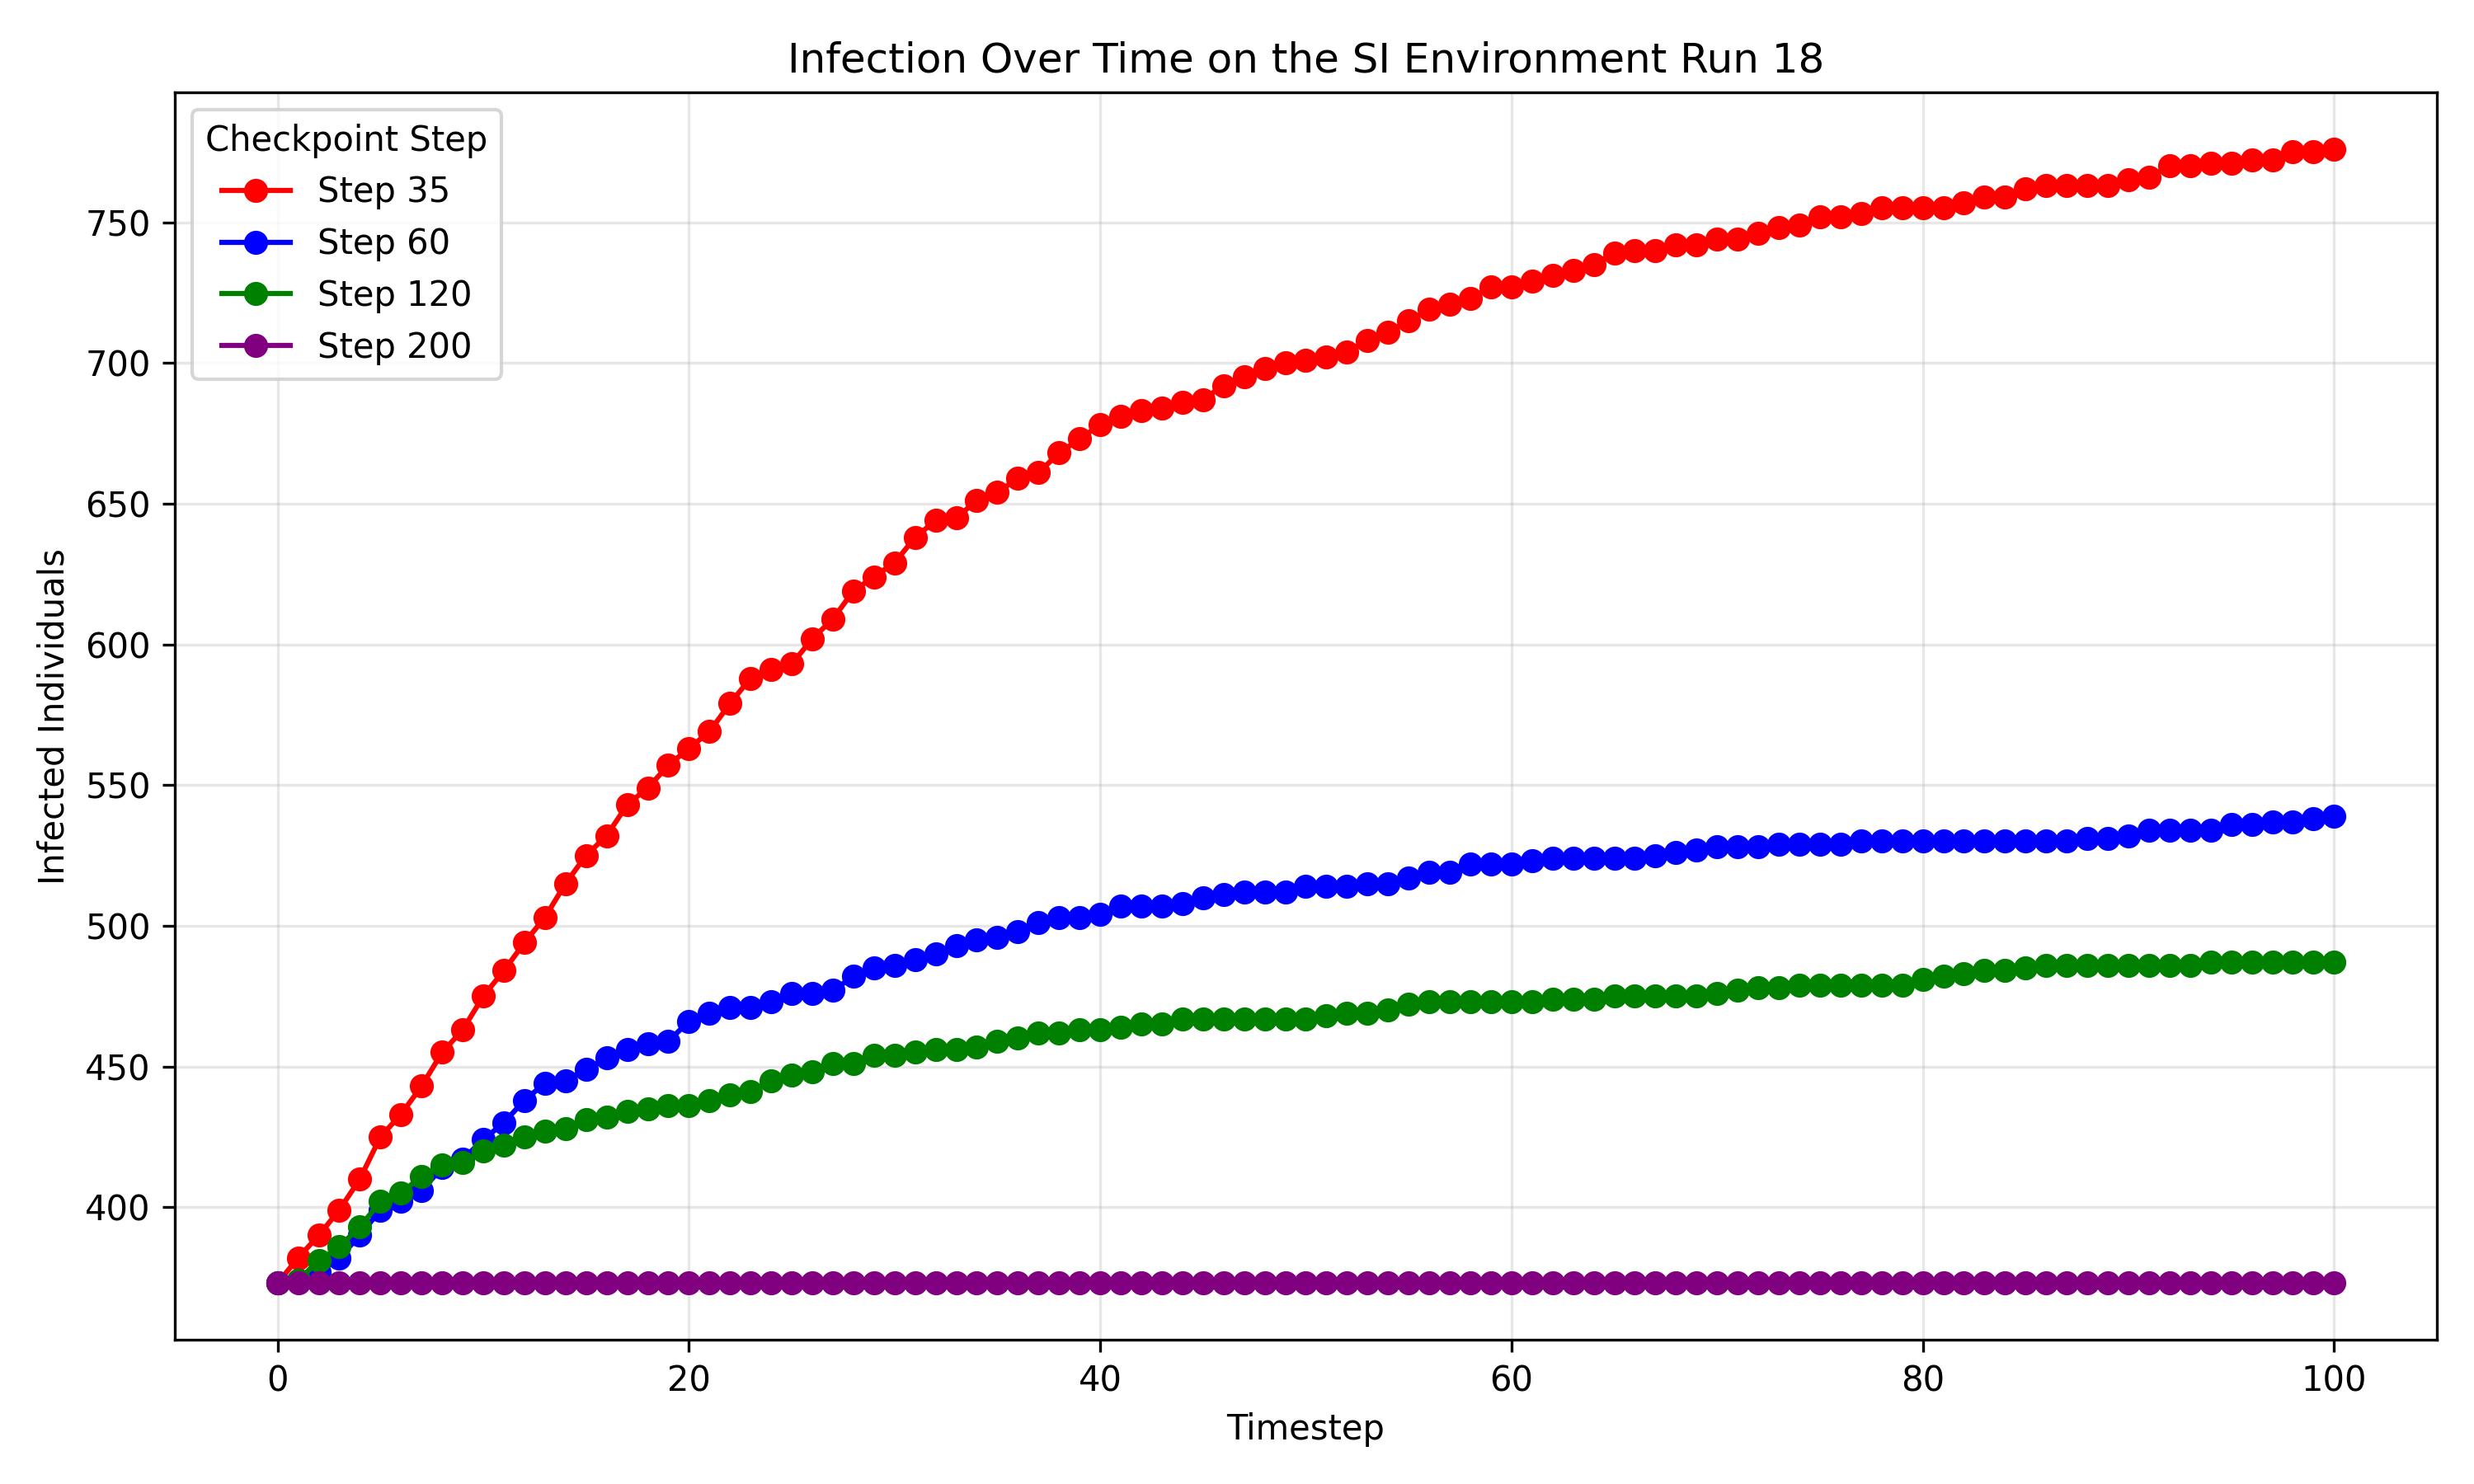 Infection Over Time on the SI Environment Run 18
Checkpoint Step
Step 35
Step 60
Step 120
Step 200
Infected Individuals
750
700
650
600
550
500
450
400
0 20 40 60 80 100
Timestep